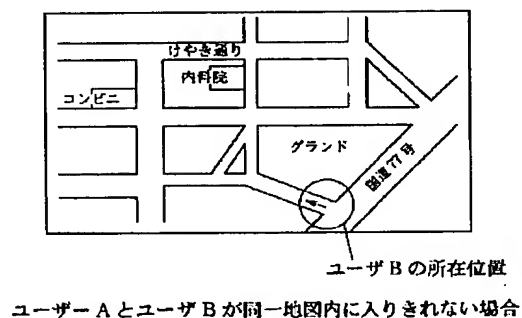 けやき通り
内科院
コンビニ
グランド
国道77号
ユーザBの所在位置
ユーザーAとユーザBが同一地図内に入りきれない場合